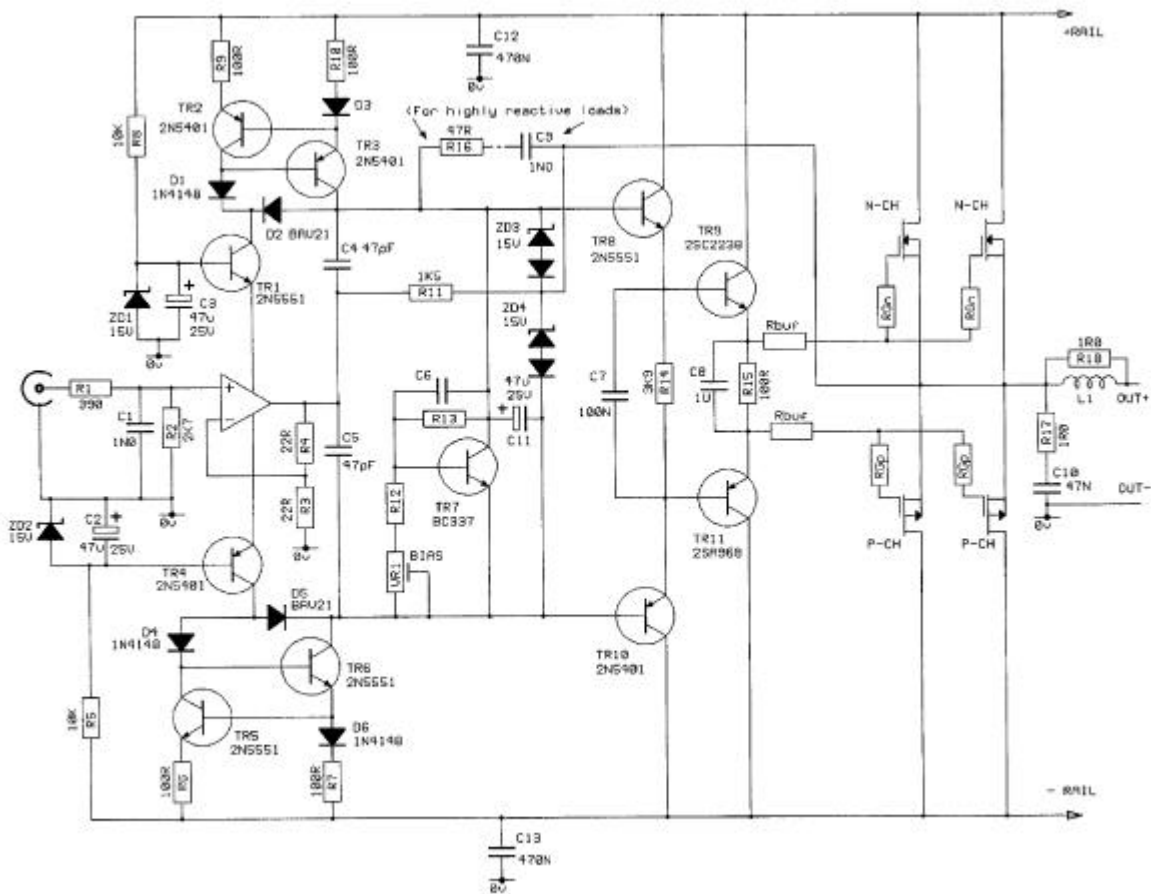 +RAIL
C12
470N
0v
R9
100R
R10
100R
TR2
2N5401
D3
(For highly reactive loads)
10K
R8
47R
R16
C9
1N0
TR3
2N5401
D1
1N4148
D2 BAV21
C4 47pF
ZD3
15V
TR8
2N5551
TR9
2SC2238
N-CH
N-CH
TR1
2N5551
1K5
R11
ZD1
15V
C3
47u
25V
0v
ZD4
15V
RGn
RGn
Rbuf
1R0
R18
R1
390
C1
1N0
R2
2K7
0v
+
-
22R
R4
C5
47pF
22R
R3
0v
C6
R13
47u
25V
C11
C7
100N
3K9
R14
C8
1U
R15
100R
Rbuf
L1
OUT+
R17
1R0
C10
47N
0v
OUT-
ZD2
15V
C2
47u
25V
TR7
BC337
R12
RGp
RGp
TR11
2SA968
P-CH
P-CH
TR4
2N5401
BIAS
VR1
D5
BAV21
D4
1N4148
TR6
2N5551
TR10
2N5401
10K
R5
TR5
2N5551
D6
1N4148
100R
R6
100R
R7
- RAIL
C13
470N
0v